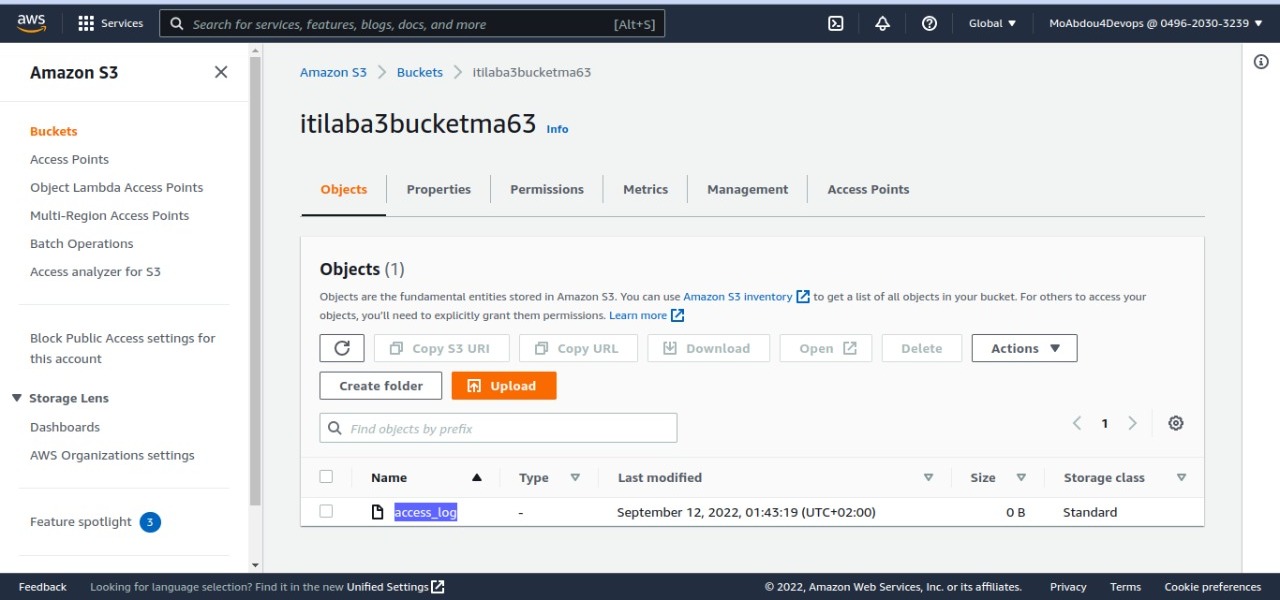 aws
Services
Search for services, features, blogs, docs, and more
[Alt+S]
Global
MoAbdou4Devops @ 0496-2030-3239
Amazon S3
Buckets
Access Points
Object Lambda Access Points
Multi-Region Access Points
Batch Operations
Access analyzer for S3
Block Public Access settings for
this account
Storage Lens
Dashboards
AWS Organizations settings
Feature spotlight 3
Amazon S3 > Buckets > itilaba3bucketma63
itilaba3bucketma63 Info
Objects Properties Permissions Metrics Management Access Points
Objects (1)
Objects are the fundamental entities stored in Amazon S3. You can use Amazon S3 inventory to get a list of all objects in your bucket. For others to access your
objects, you'll need to explicitly grant them permissions. Learn more
Copy S3 URI Copy URL Download Open Delete Actions
Create folder Upload
Find objects by prefix
1
Name Type Last modified Size Storage class
access_log - September 12, 2022, 01:43:19 (UTC+02:00) 0 B Standard
Feedback Looking for language selection? Find it in the new Unified Settings © 2022, Amazon Web Services, Inc. or its affiliates. Privacy Terms Cookie preferences